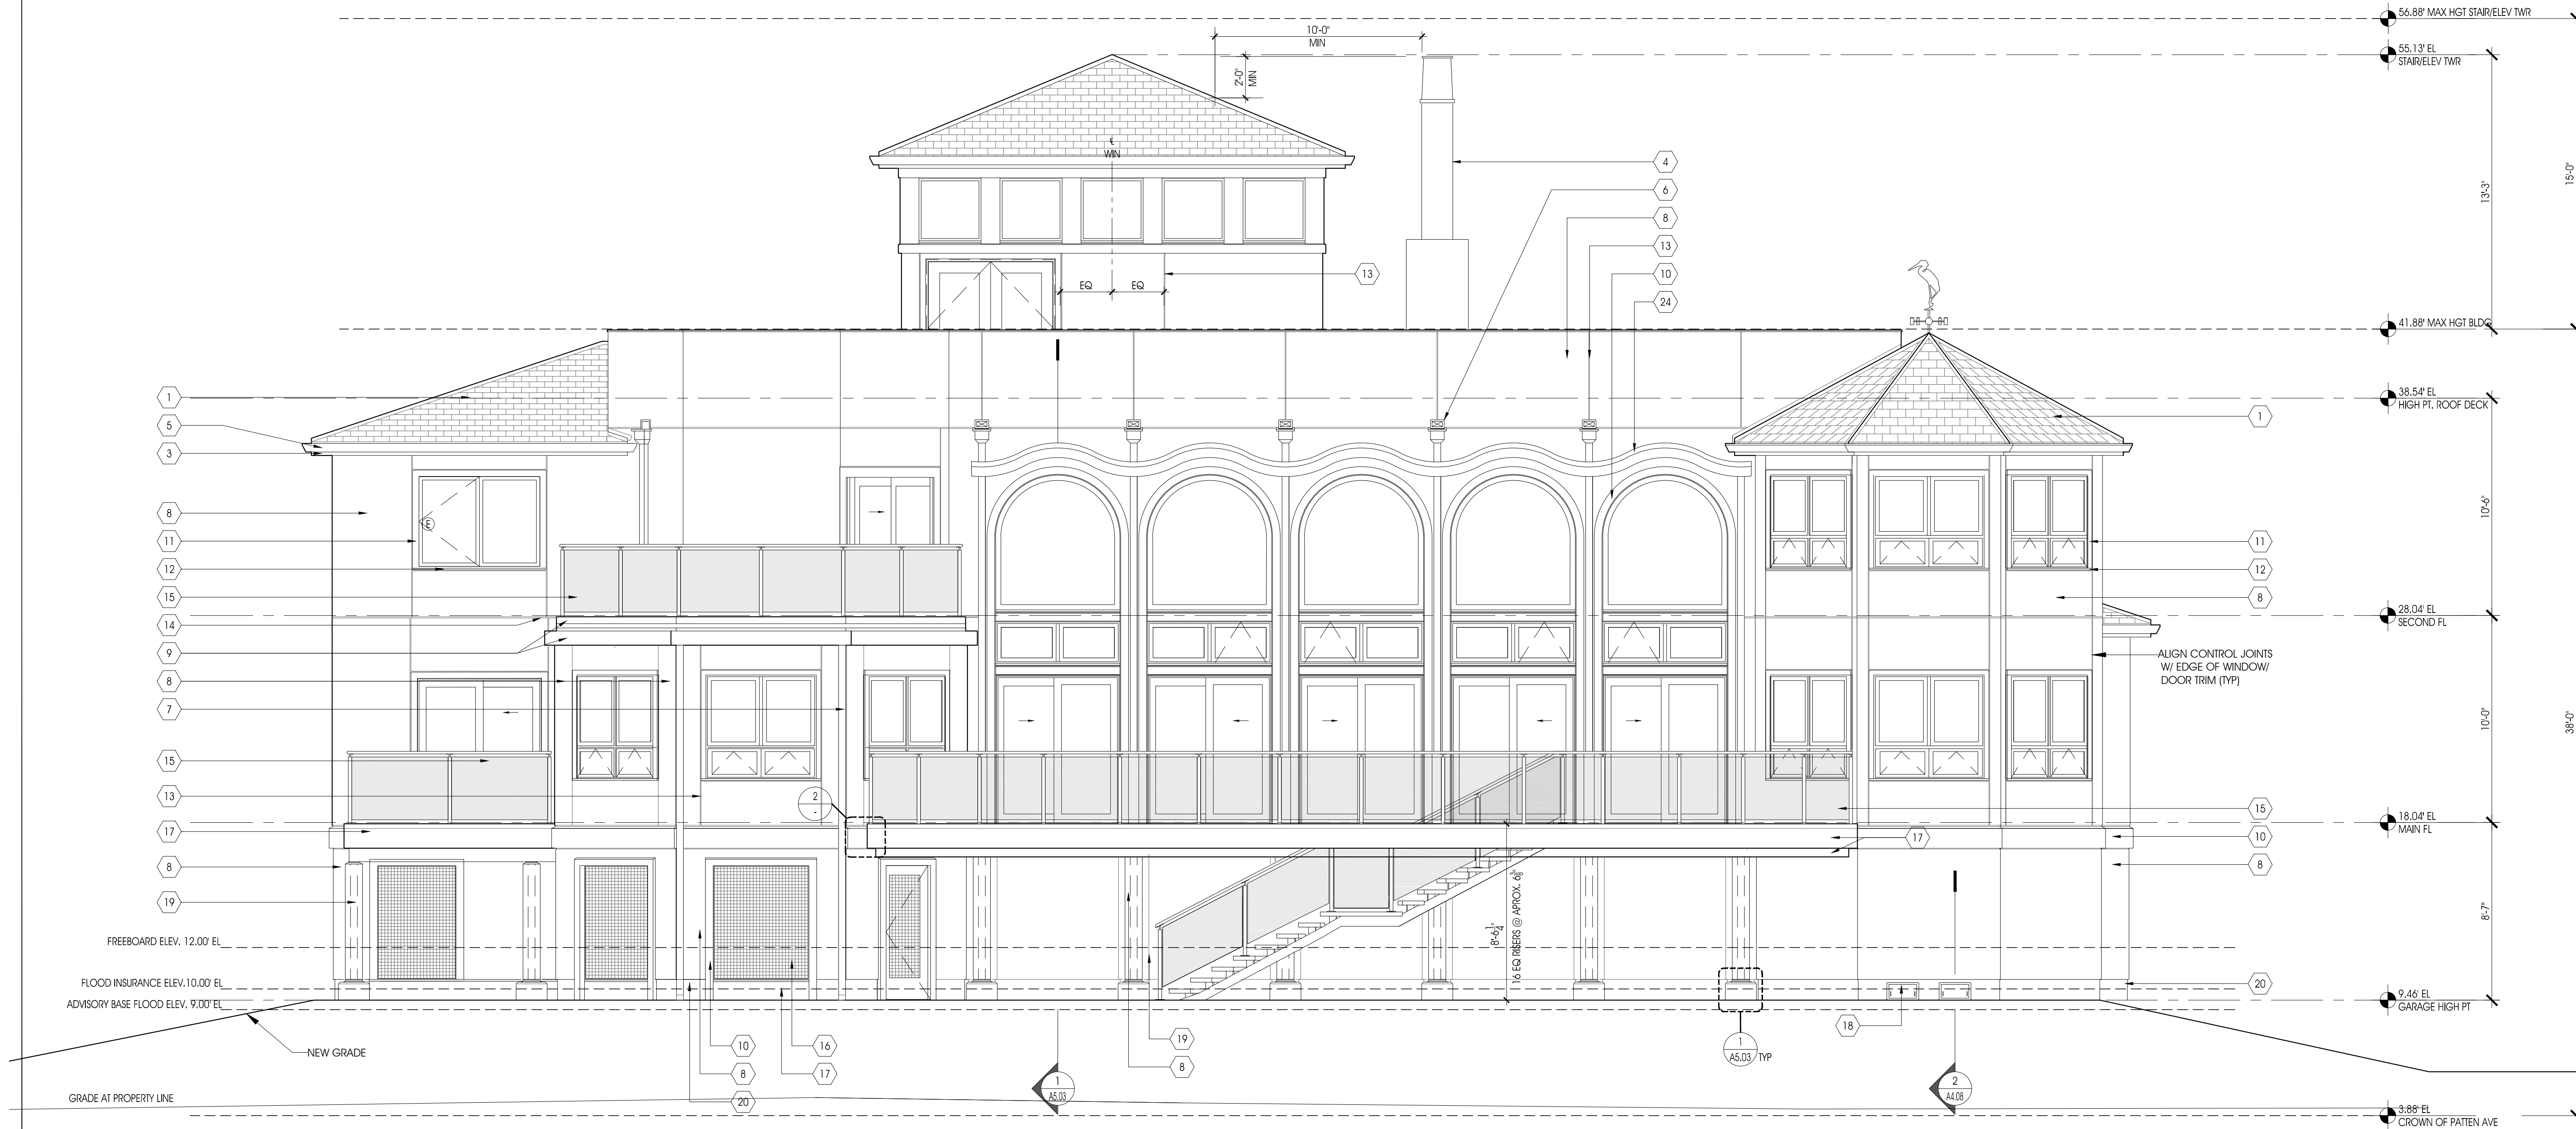 56.88' MAX HGT STAIR/ELEV TWR
10'-0"
MIN
55.13' EL
STAIR/ELEV TWR
2'-0"
MIN
15'-0"
13'-3"
℄
WIN
4
6
8
13
10
24
13
EQ
EQ
41.88' MAX HGT BLDG
1
5
3
38.54' EL
HIGH PT. ROOF DECK
1
8
E
11
12
15
14
9
8
7
15
13
17
8
19
10'-6"
11
12
8
28.04' EL
SECOND FL
ALIGN CONTROL JOINTS
W/ EDGE OF WINDOW/
DOOR TRIM (TYP)
10'-0"
38'-0"
2
-
15
18.04' EL
MAIN FL
17
10
8
8'-7"
8'-6 1/4"
16 EQ RISERS @ APROX. 6 3/8"
FREEBOARD ELEV. 12.00' EL
FLOOD INSURANCE ELEV.10.00' EL
ADVISORY BASE FLOOD ELEV. 9.00' EL
20
9.46' EL
GARAGE HIGH PT
18
NEW GRADE
10
16
8
17
20
19
8
1
A5.03
TYP
1
A5.03
2
A4.08
GRADE AT PROPERTY LINE
3.88' EL
CROWN OF PATTEN AVE